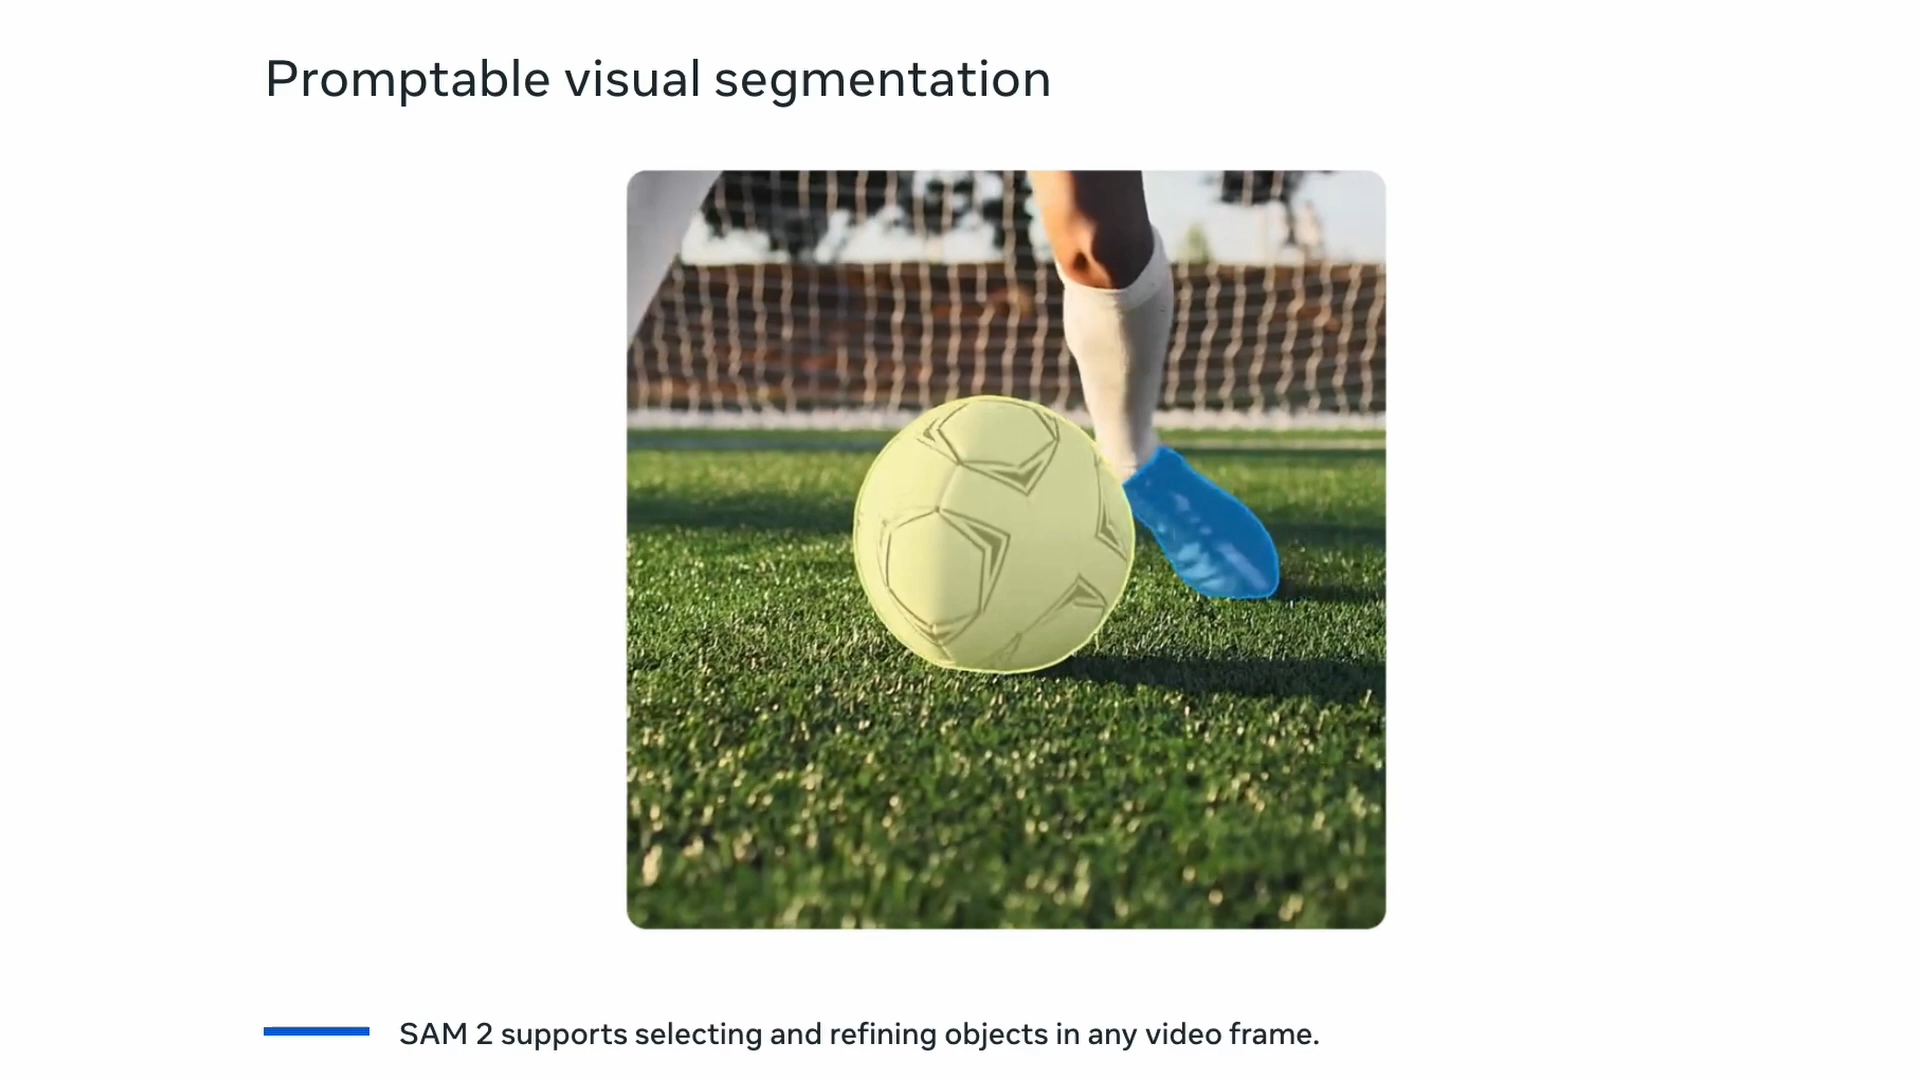 Promptable visual segmentation
SAM 2 supports selecting and refining objects in any video frame.